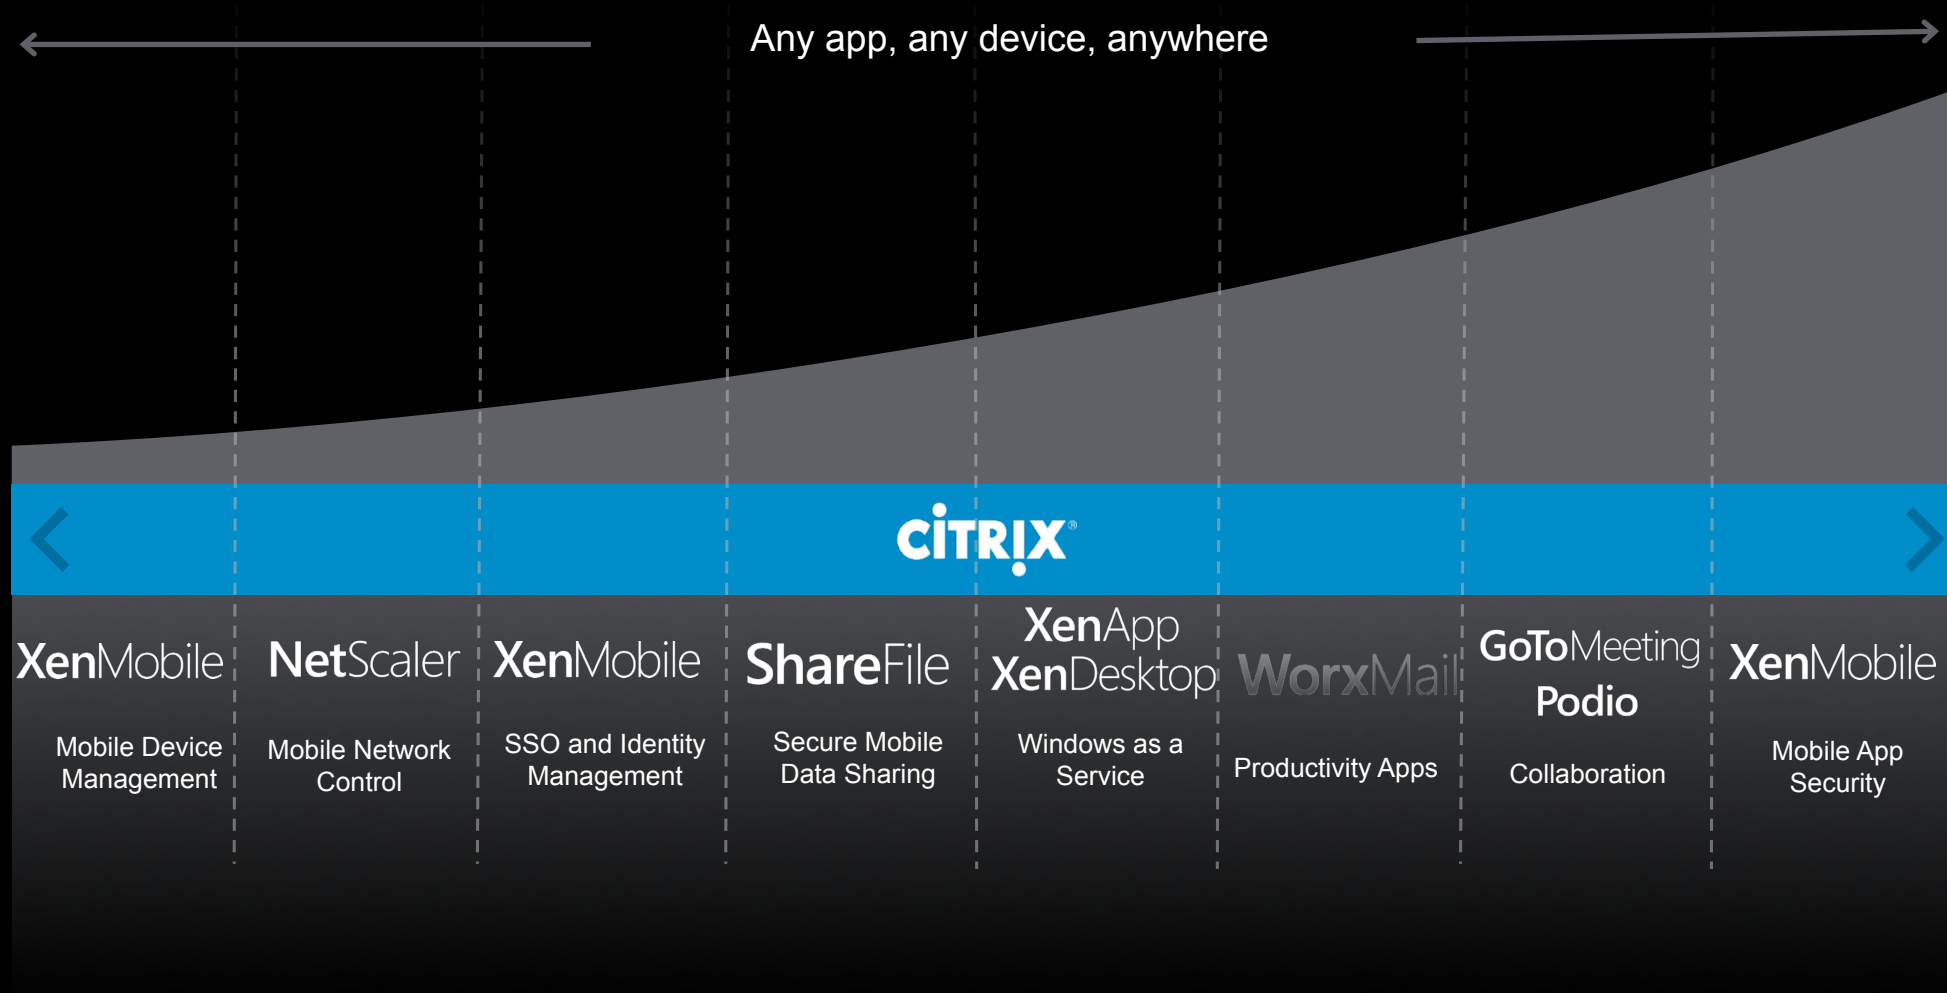 Any app, any device, anywhere
CİTRIX®
XenMobile
Mobile Device
Management
NetScaler
Mobile Network
Control
XenMobile
SSO and Identity
Management
ShareFile
Secure Mobile
Data Sharing
XenApp
XenDesktop
Windows as a
Service
WorxMail
Productivity Apps
GoToMeeting
Podio
Collaboration
XenMobile
Mobile App
Security